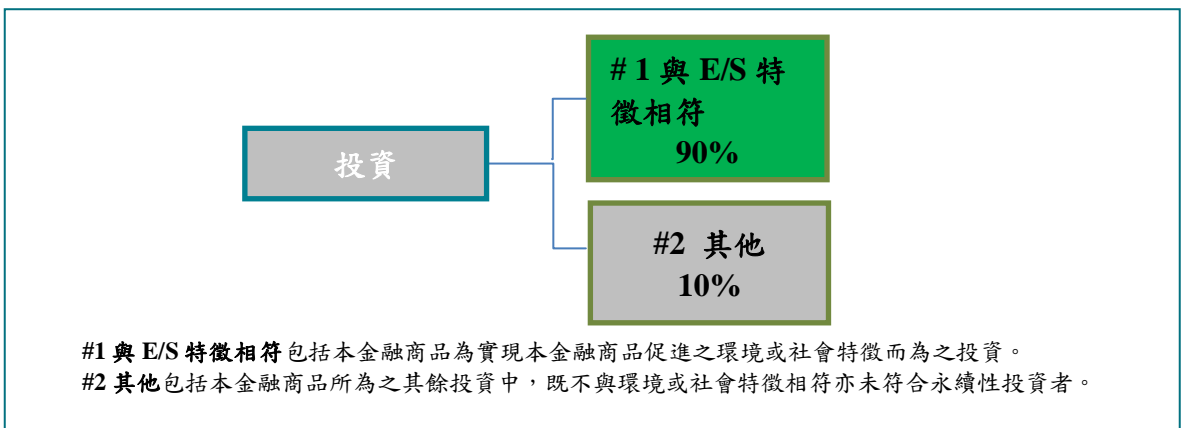 # 1 與 E/S 特
徵相符
90%
投資
#2 其他
10%
#1 與 E/S 特徵相符包括本金融商品為實現本金融商品促進之環境或社會特徵而為之投資。
#2 其他包括本金融商品所為之其餘投資中，既不與環境或社會特徵相符亦未符合永續性投資者。